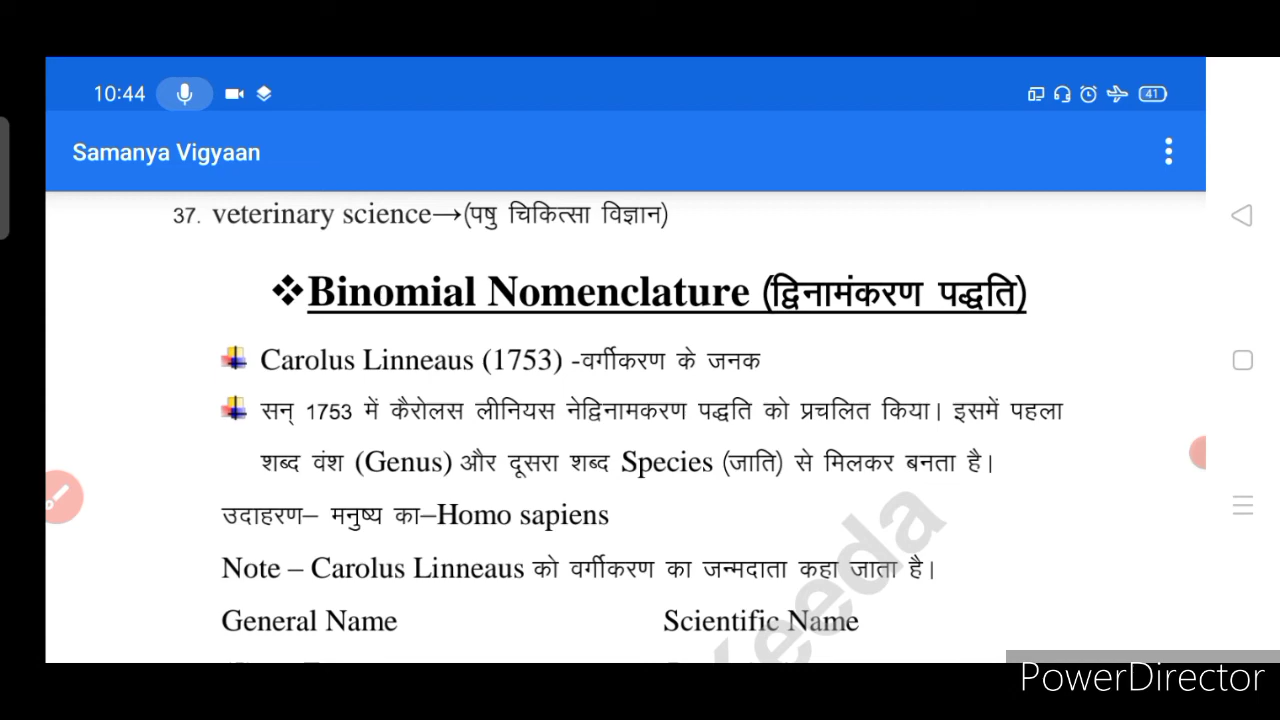 10:44
41
Samanya Vigyaan
37. veterinary science→(पषु चिकित्सा विज्ञान)
❖Binomial Nomenclature (द्विनामंकरण पद्धति)
Carolus Linneaus (1753) -वर्गीकरण के जनक
सन् 1753 में कैरोलस लीनियस नेद्विनामकरण पद्धति को प्रचलित किया। इसमें पहला
शब्द वंश (Genus) और दूसरा शब्द Species (जाति) से मिलकर बनता है।
उदाहरण– मनुष्य का–Homo sapiens
Note – Carolus Linneaus को वर्गीकरण का जन्मदाता कहा जाता है।
General Name Scientific Name
Keeda
PowerDirector